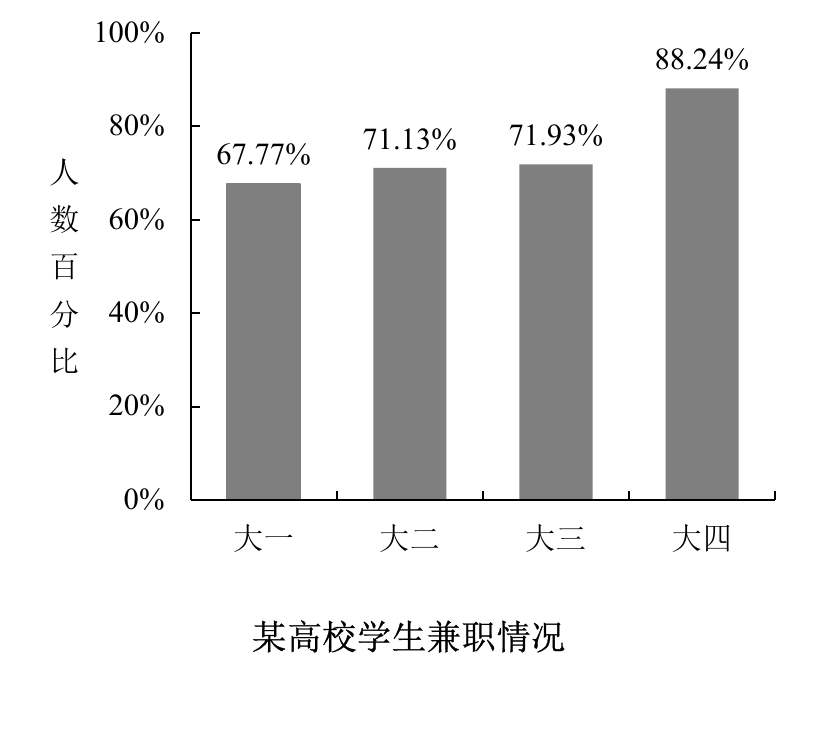 100%
88.24%
80%
71.13%
71.93%
67.77%
人数百分比
60%
40%
20%
0%
大一
大二
大三
大四
某高校学生兼职情况